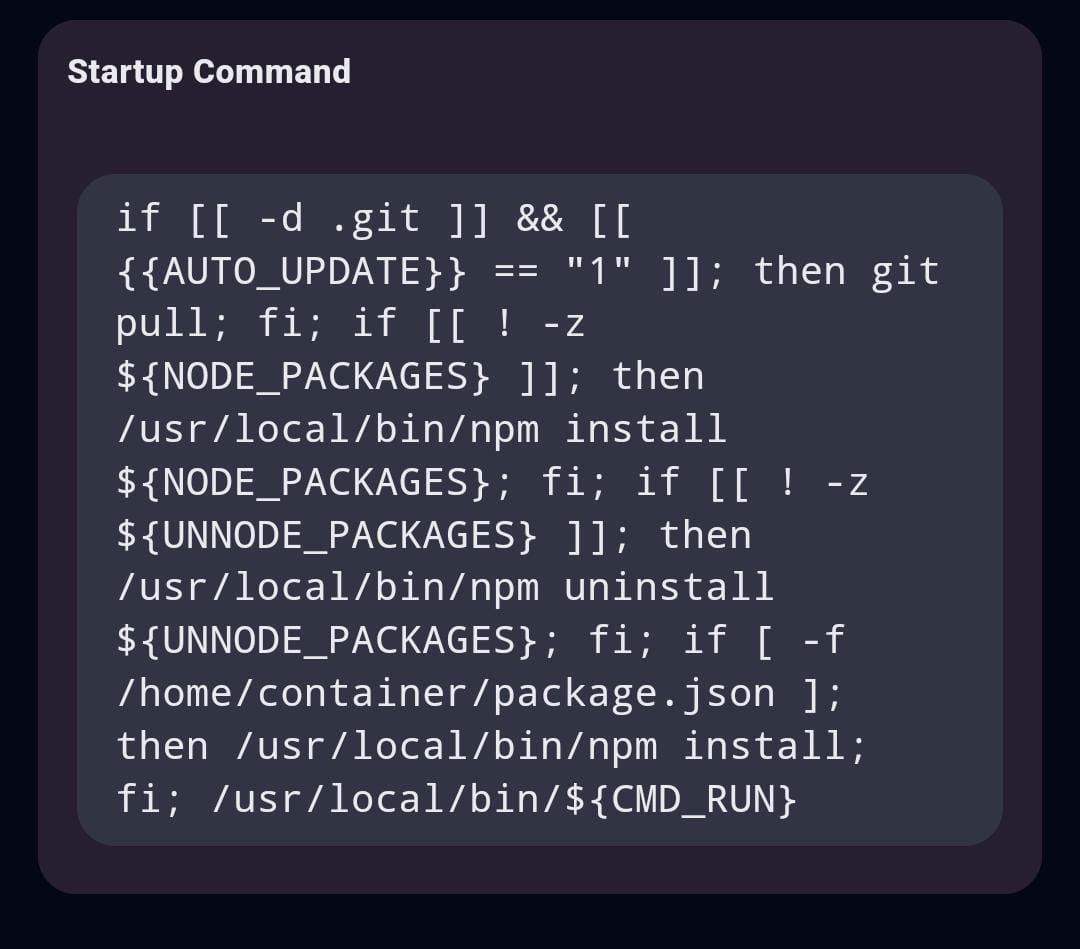 Startup Command
if [[ -d .git ]] && [[
{{AUTO_UPDATE}} == "1" ]]; then git
pull; fi; if [[ ! -z
${NODE_PACKAGES} ]]; then
/usr/local/bin/npm install
${NODE_PACKAGES}; fi; if [[ ! -z
${UNNODE_PACKAGES} ]]; then
/usr/local/bin/npm uninstall
${UNNODE_PACKAGES}; fi; if [ -f
/home/container/package.json ];
then /usr/local/bin/npm install;
fi; /usr/local/bin/${CMD_RUN}